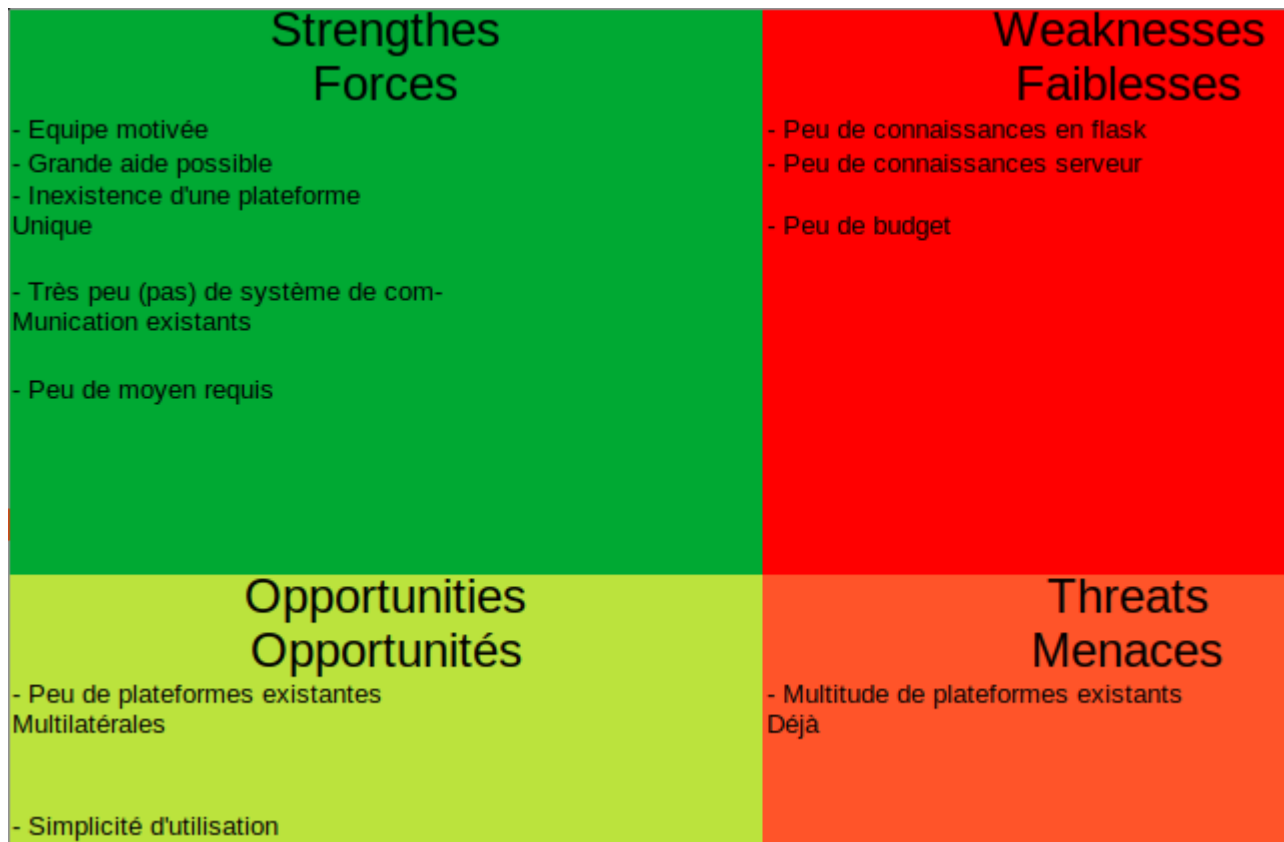 Strengthes
Forces
- Equipe motivée
- Grande aide possible
- Inexistence d'une plateforme
Unique
- Très peu (pas) de système de com-
Munication existants
- Peu de moyen requis
Weaknesses
Faiblesses
- Peu de connaissances en flask
- Peu de connaissances serveur
- Peu de budget
Opportunities
Opportunités
- Peu de plateformes existantes
Multilatérales
- Simplicité d'utilisation
Threats
Menaces
- Multitude de plateformes existants
Déjà